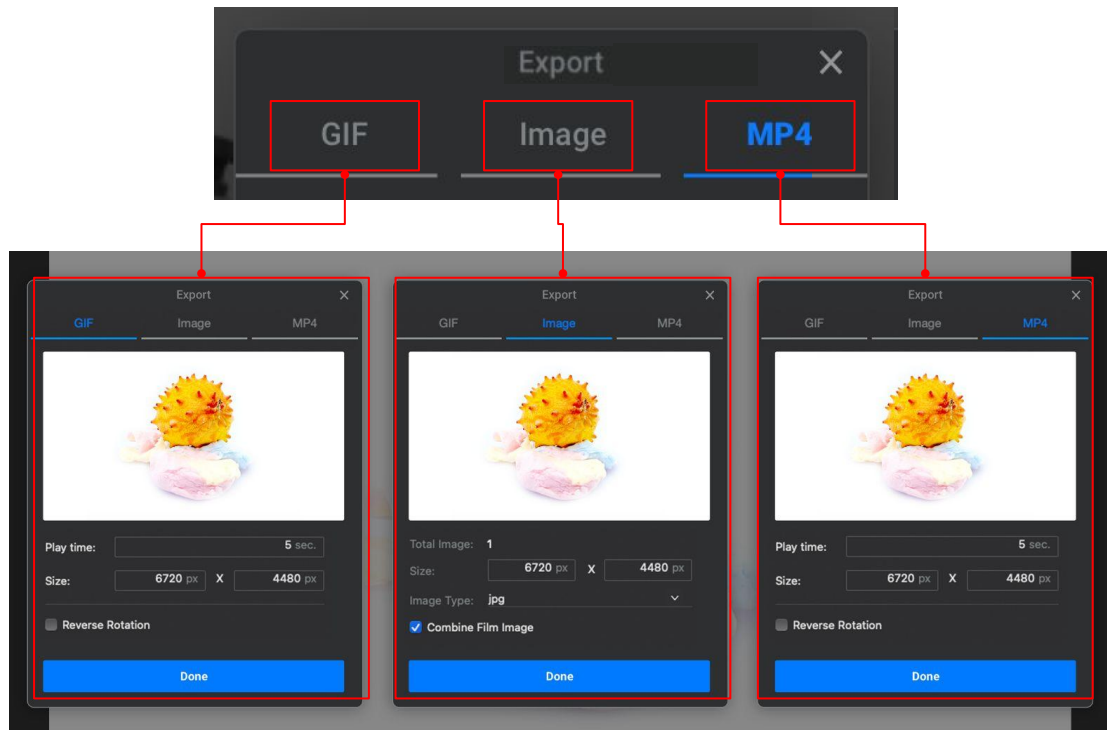 Export
GIF Image MP4
Export
GIF Image MP4
Play time: 5 sec.
Size: 6720 px X 4480 px
Reverse Rotation
Done
Export
GIF Image MP4
Total Image: 1
Size: 6720 px X 4480 px
Image Type: jpg
Combine Film Image
Done
Export
GIF Image MP4
Play time: 5 sec.
Size: 6720 px X 4480 px
Reverse Rotation
Done